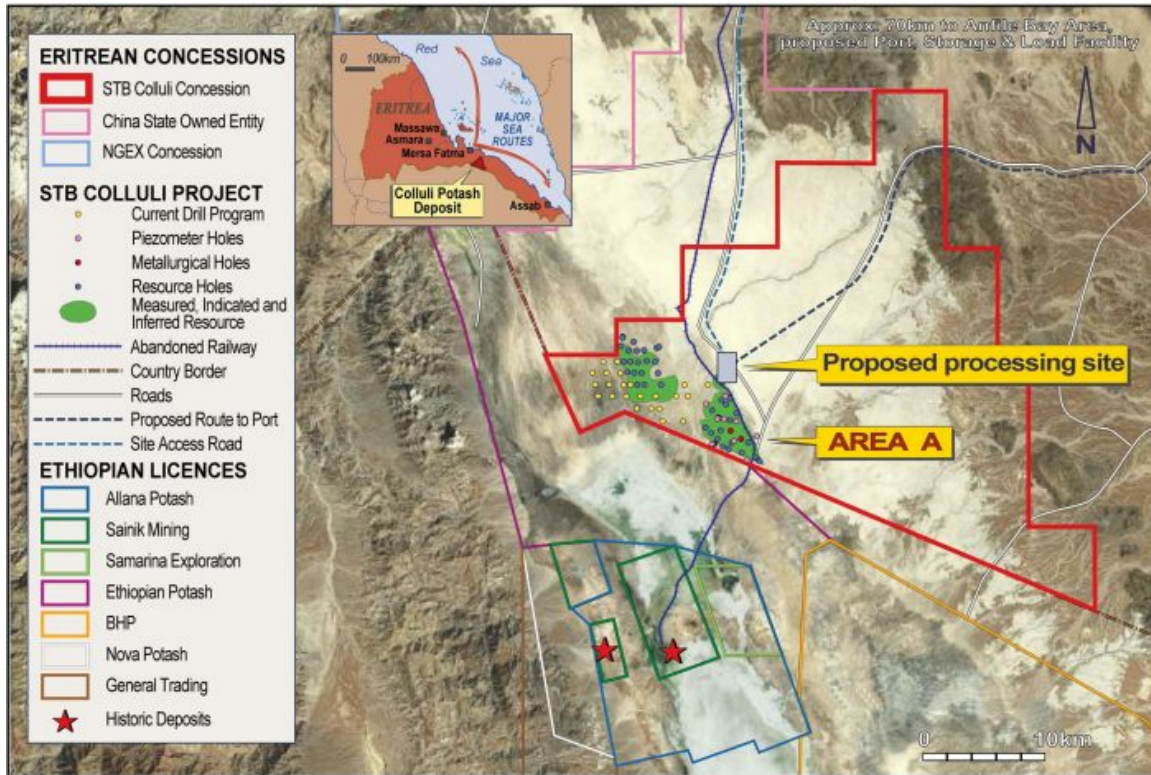 Approx: 70km to Anfile Bay Area,
proposed Port, Storage & Load Facility
ERITREAN CONCESSIONS
STB Colluli Concession
China State Owned Entity
NGEX Concession
STB COLLULI PROJECT
Current Drill Program
Piezometer Holes
Metallurgical Holes
Resource Holes
Measured, Indicated and
Inferred Resource
Abandoned Railway
Country Border
Roads
Proposed Route to Port
Site Access Road
ETHIOPIAN LICENCES
Allana Potash
Sainik Mining
Samarina Exploration
Ethiopian Potash
BHP
Nova Potash
General Trading
Historic Deposits
Red
Sea
0 100km
ERITREA
MAJOR
SEA
ROUTES
Massawa
Asmara
Mersa Fatma
Colluli Potash
Deposit
Assab
N
Proposed processing site
AREA A
0 10km